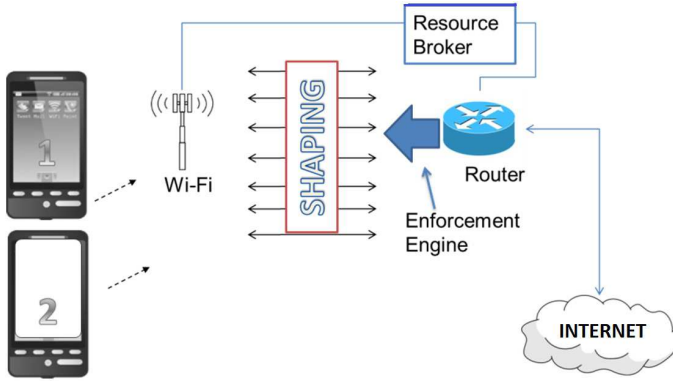 Resource
Broker
1
Wi-Fi
SHAPING
Router
Enforcement
Engine
2
INTERNET